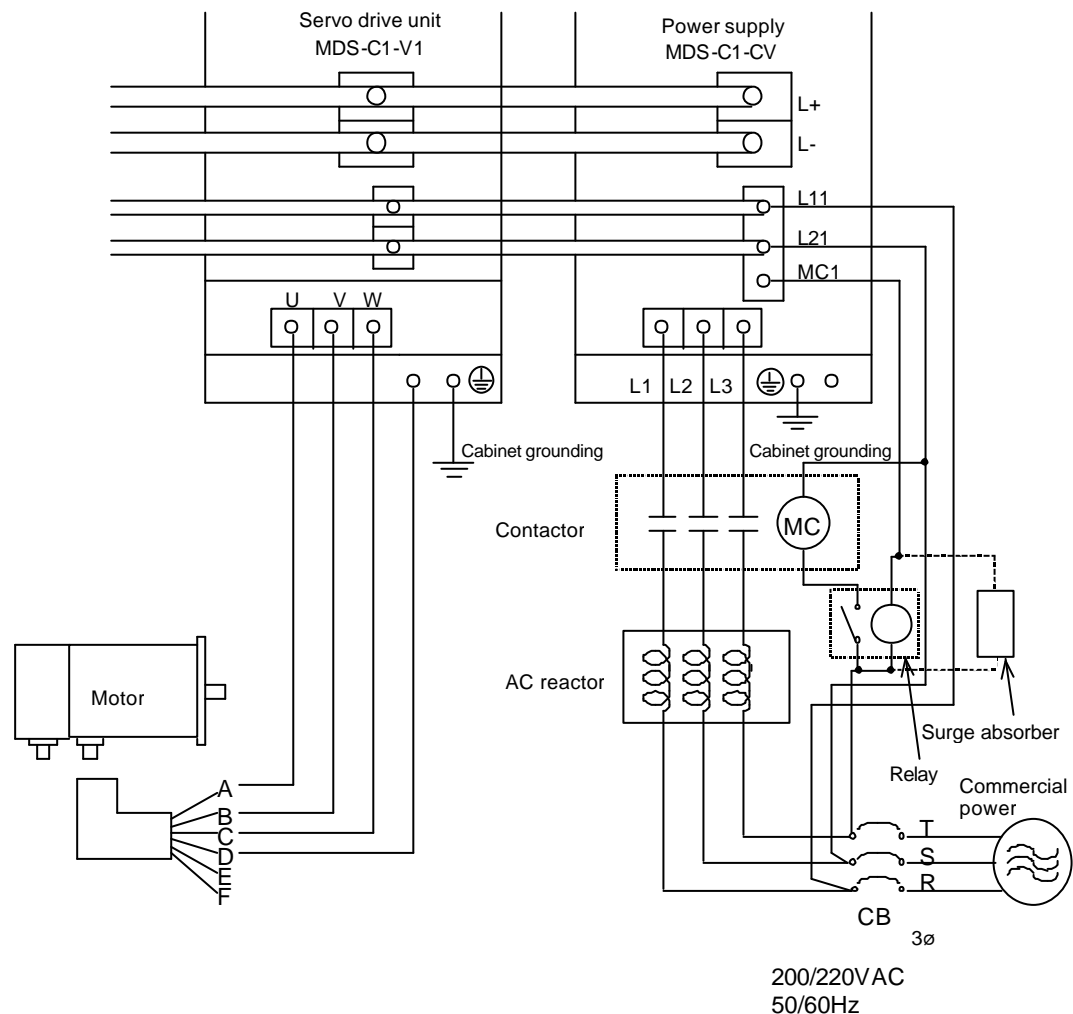 Servo drive unit
MDS-C1-V1
Power supply
MDS-C1-CV
L+
L-
L11
L21
MC1
U V W
L1 L2 L3
Cabinet grounding
Cabinet grounding
Contactor
MC
AC reactor
Motor
Surge absorber
Relay
Commercial
power
A
B
C
D
E
F
T
S
R
CB
3ø
200/220VAC
50/60Hz